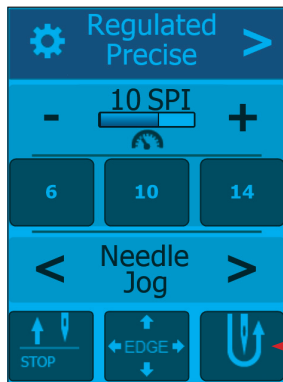 Regulated
Precise
>
- 10 SPI +
6 10 14
< Needle >
Jog
STOP
EDGE